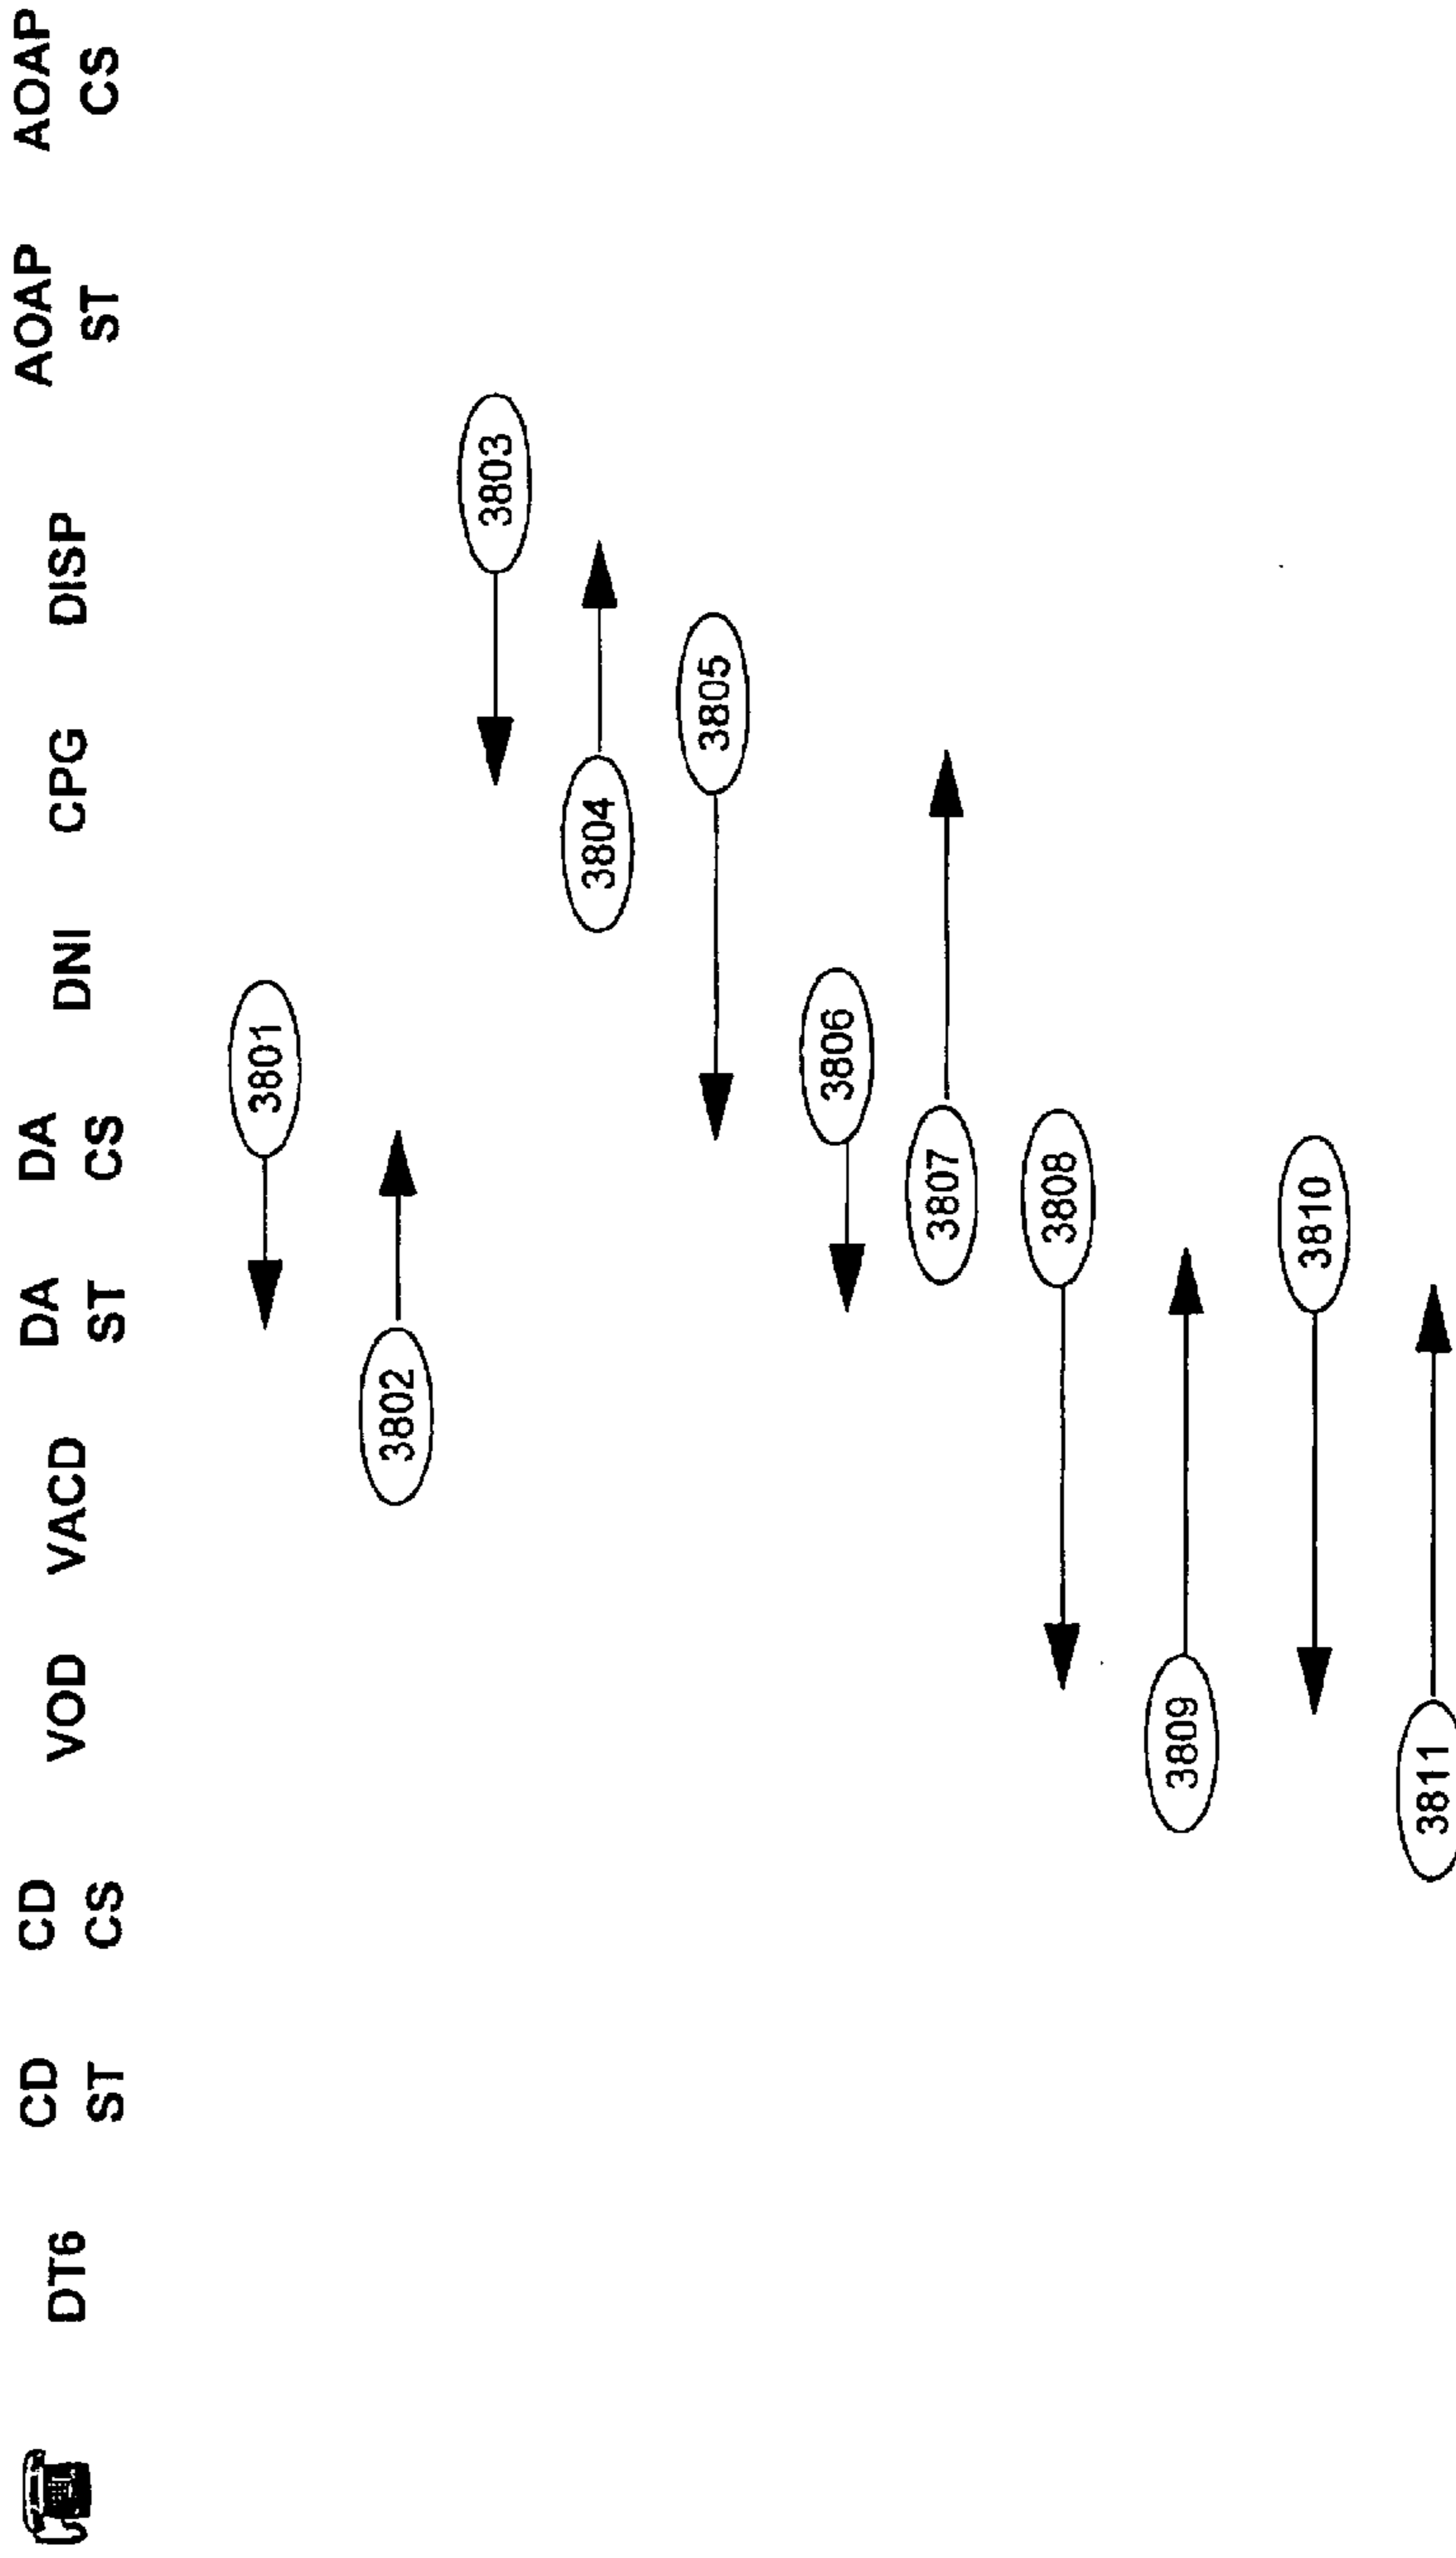 DT6
CD ST
CD CS
VOD
VACD
DA ST
DA CS
DNI
CPG
DISP
AOAP ST
AOAP CS
3801
3802
3803
3804
3805
3806
3807
3808
3809
3810
3811